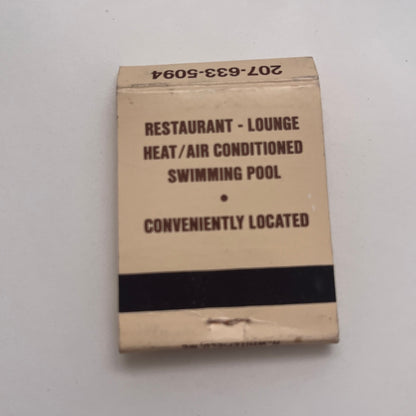 207-633-5094
RESTAURANT - LOUNGE
HEAT/AIR CONDITIONED
SWIMMING POOL
•
CONVENIENTLY LOCATED